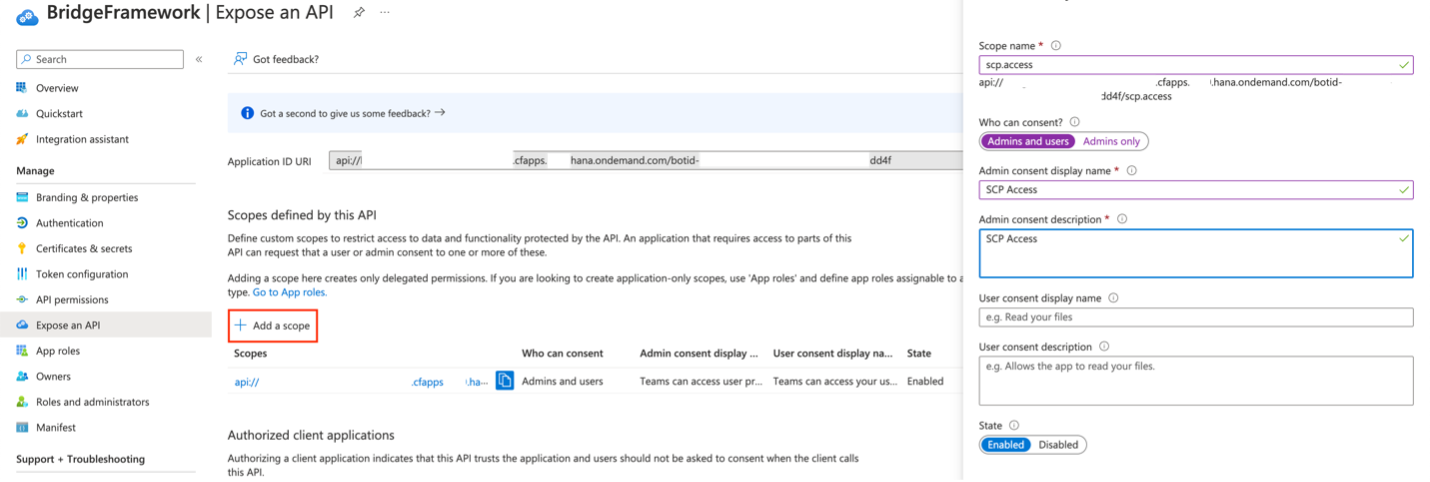 BridgeFramework | Expose an API
Search
Overview
Quickstart
Integration assistant
Manage
Branding & properties
Authentication
Certificates & secrets
Token configuration
API permissions
Expose an API
App roles
Owners
Roles and administrators
Manifest
Support + Troubleshooting
Got feedback?
Got a second to give us some feedback?
Application ID URI api:// .cfapps. hana.ondemand.com/botid- dd4f
Scopes defined by this API
Define custom scopes to restrict access to data and functionality protected by the API. An application that requires access to parts of this
API can request that a user or admin consent to one or more of these.
Adding a scope here creates only delegated permissions. If you are looking to create application-only scopes, use 'App roles' and define app roles assignable to a
type. Go to App roles.
Add a scope
Scopes Who can consent Admin consent display ... User consent display na... State
api:// .cfapps .ha... Admins and users Teams can access user pr... Teams can access your us... Enabled
Authorized client applications
Authorizing a client application indicates that this API trusts the application and users should not be asked to consent when the client calls
this API.
Scope name *
scp.access
api:// .cfapps. .hana.ondemand.com/botid-
dd4f/scp.access
Who can consent?
Admins and users Admins only
Admin consent display name *
SCP Access
Admin consent description *
SCP Access
User consent display name
e.g. Read your files
User consent description
e.g. Allows the app to read your files.
State
Enabled Disabled